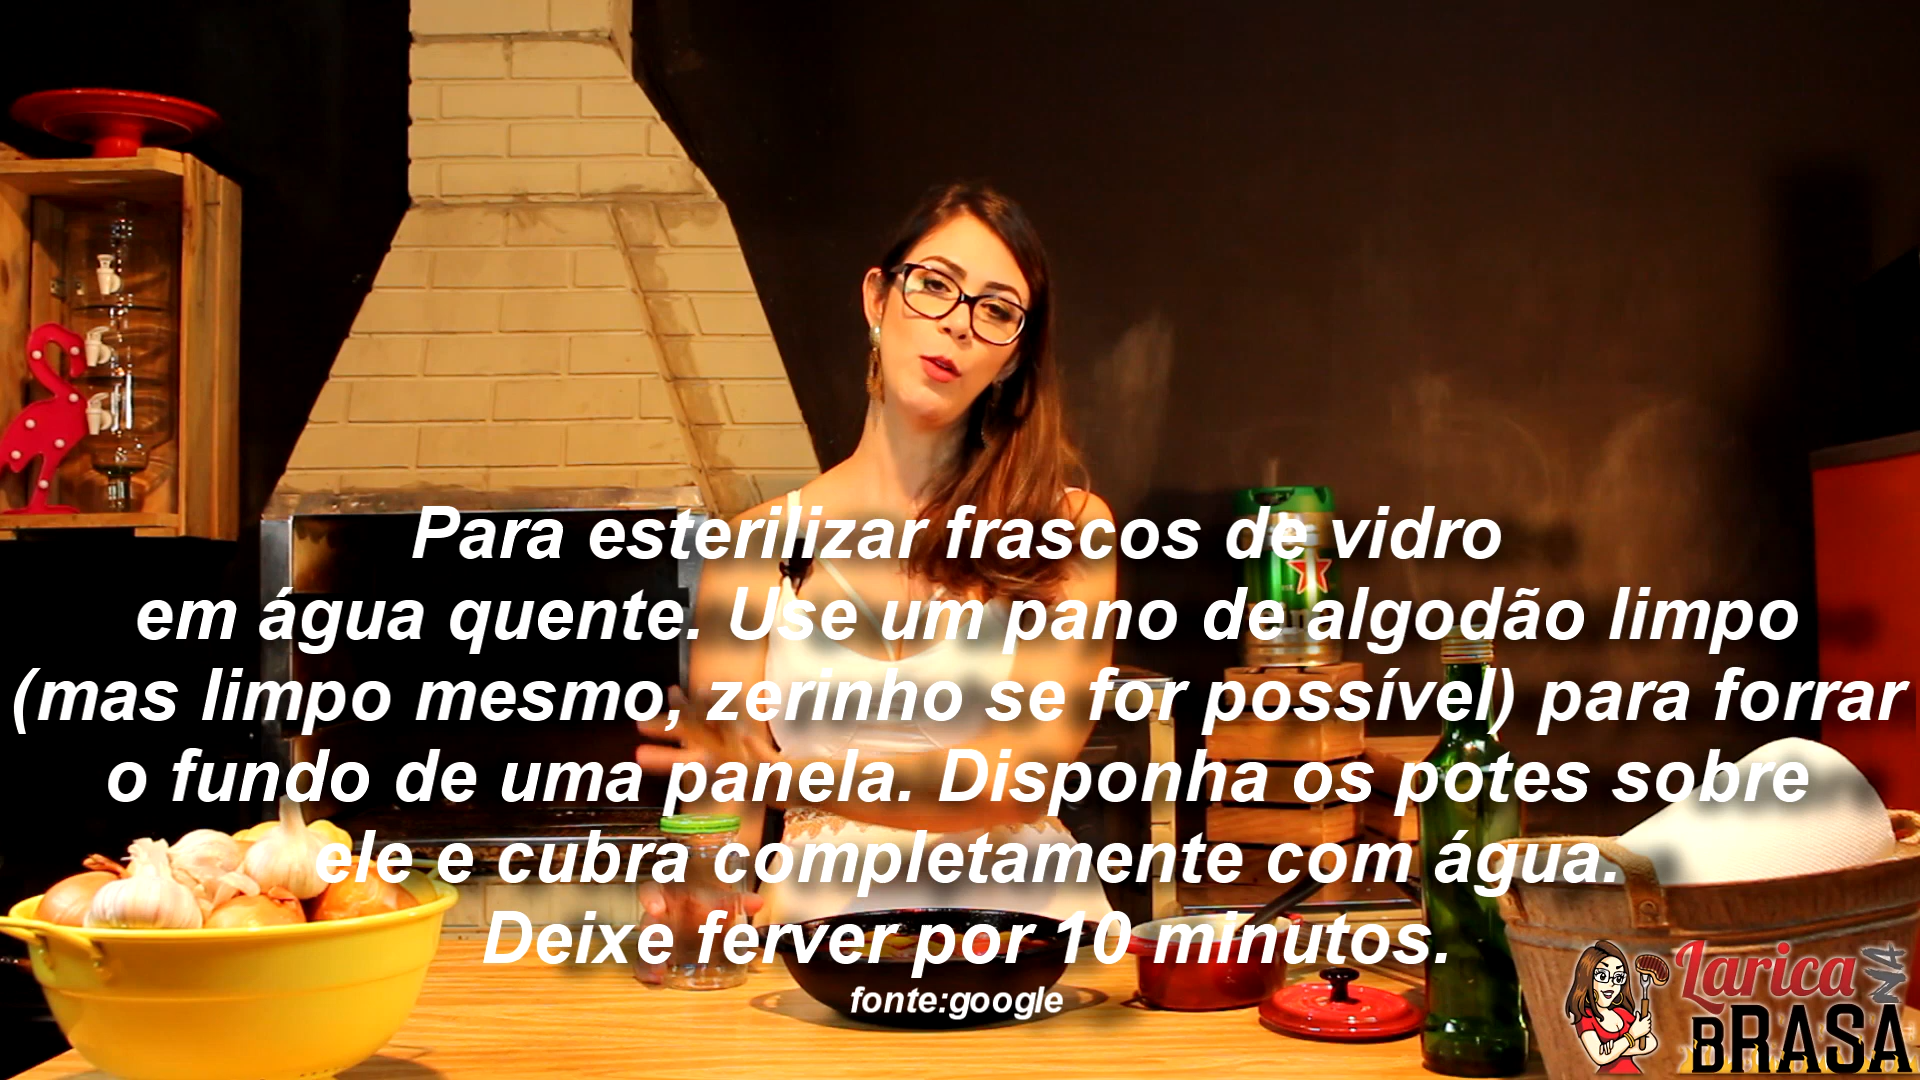 Para esterilizar frascos de vidro
em água quente. Use um pano de algodão limpo
(mas limpo mesmo, zerinho se for possível) para forrar
o fundo de uma panela. Disponha os potes sobre
ele e cubra completamente com água.
Deixe ferver por 10 minutos.
fonte:google
Larica NA
bRASA